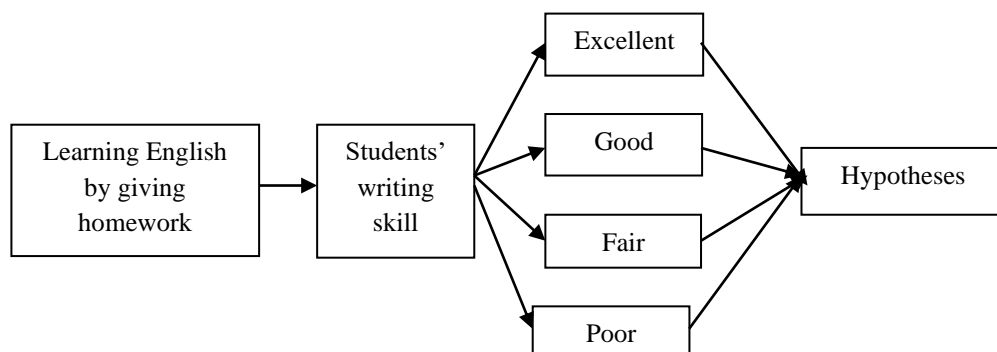 Learning English
by giving
homework
Students’
writing
skill
Excellent
Good
Fair
Poor
Hypotheses